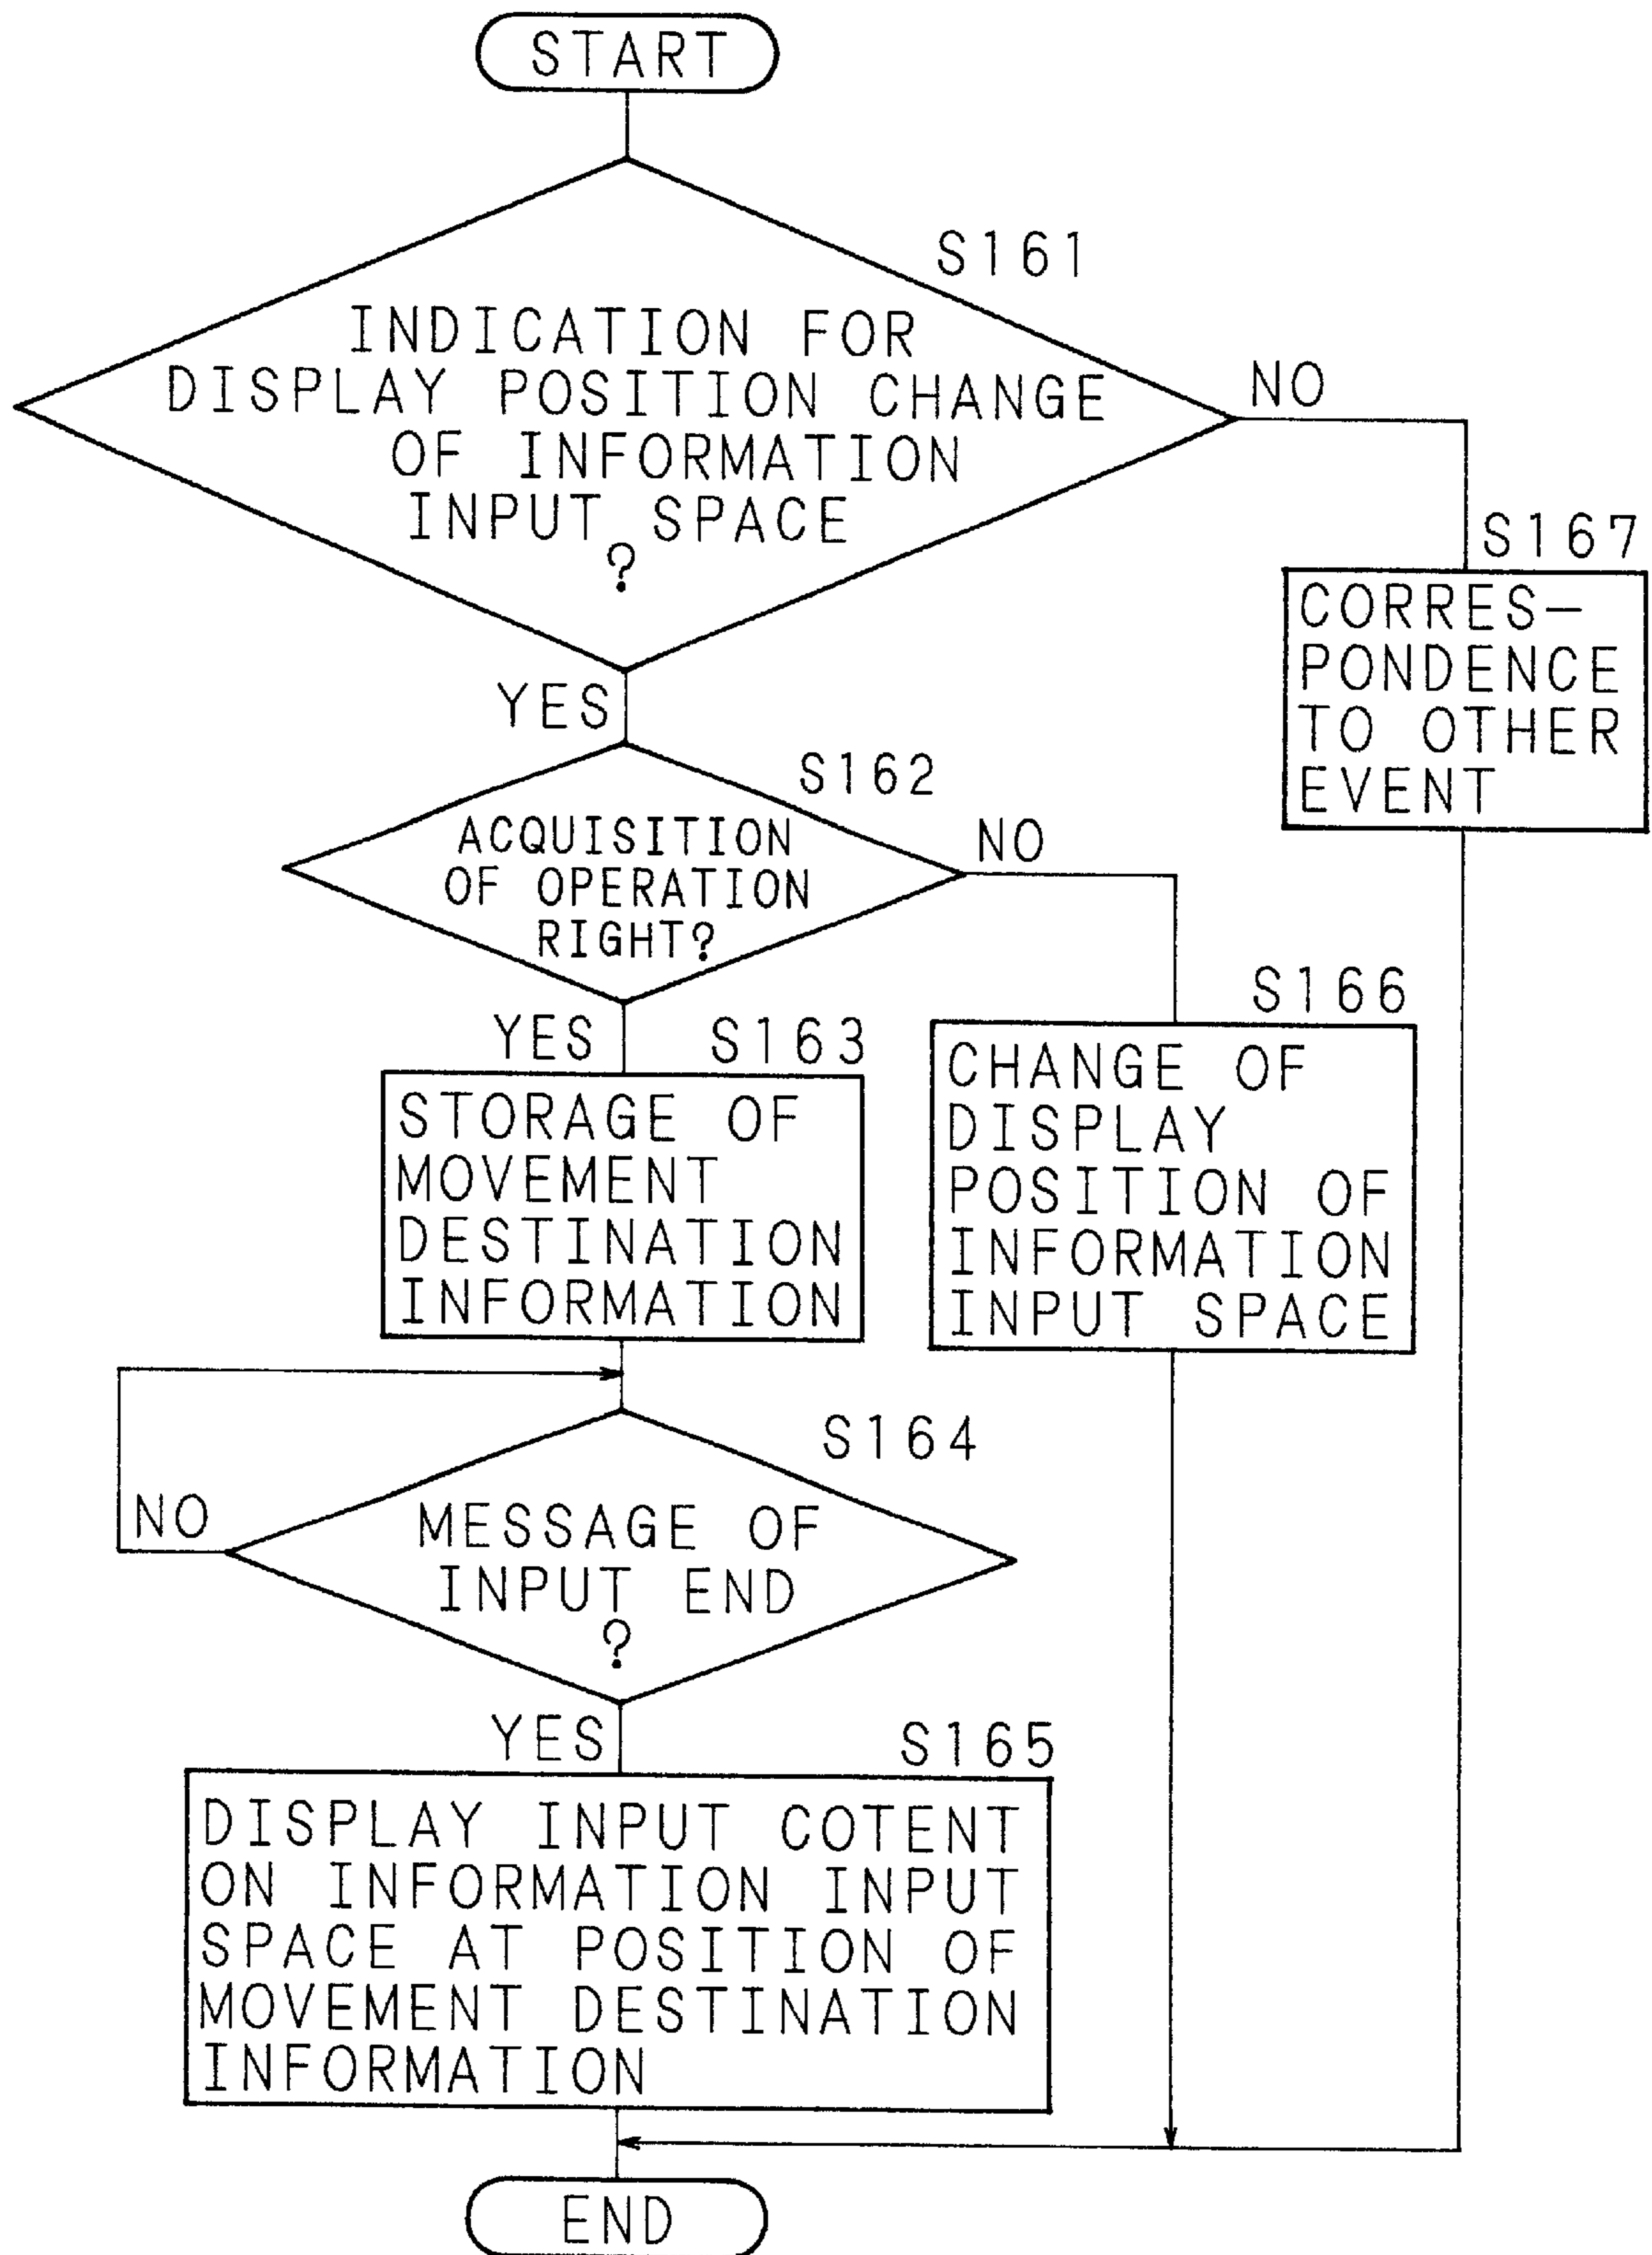 START
S161
INDICATION FOR
DISPLAY POSITION CHANGE
OF INFORMATION
INPUT SPACE
?
NO
YES
S167
CORRES-
PONDENCE
TO OTHER
EVENT
S162
ACQUISITION
OF OPERATION
RIGHT?
NO
YES
S166
CHANGE OF
DISPLAY
POSITION OF
INFORMATION
INPUT SPACE
S163
STORAGE OF
MOVEMENT
DESTINATION
INFORMATION
S164
MESSAGE OF
INPUT END
?
NO
YES
S165
DISPLAY INPUT COTENT
ON INFORMATION INPUT
SPACE AT POSITION OF
MOVEMENT DESTINATION
INFORMATION
END